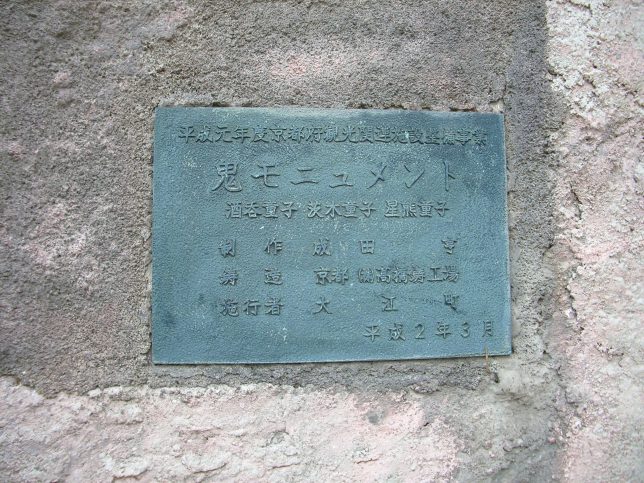 平成元年度京都府観光関連施設整備事業
鬼モニュメント
酒呑童子 茨木童子 星熊童子
制作 成田 亨
鋳造 京都 ㈱高橋鋳工場
施行者 大江町
平成2年3月